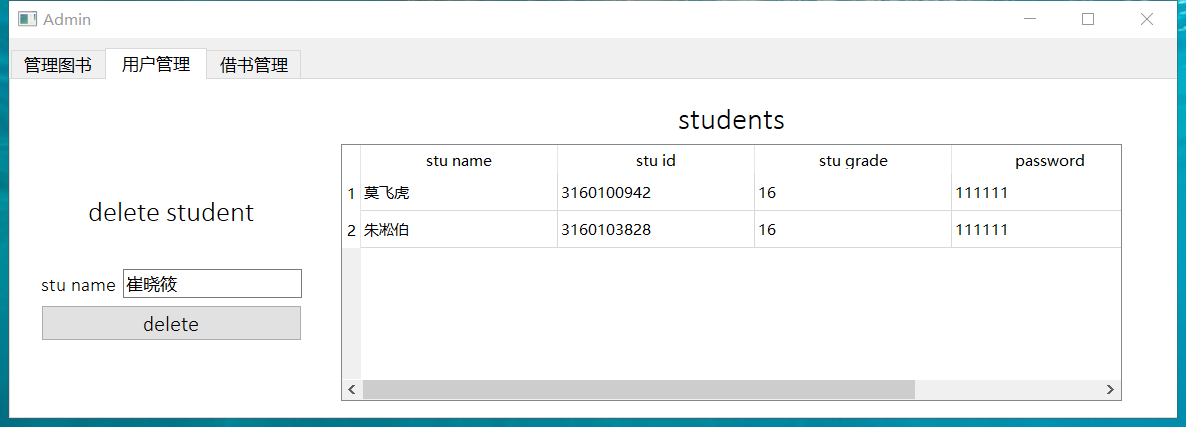 Admin
管理图书 用户管理 借书管理
students
stu name stu id stu grade password
1 莫飞虎 3160100942 16 111111
2 朱凇伯 3160103828 16 111111
delete student
stu name 崔晓筱
delete